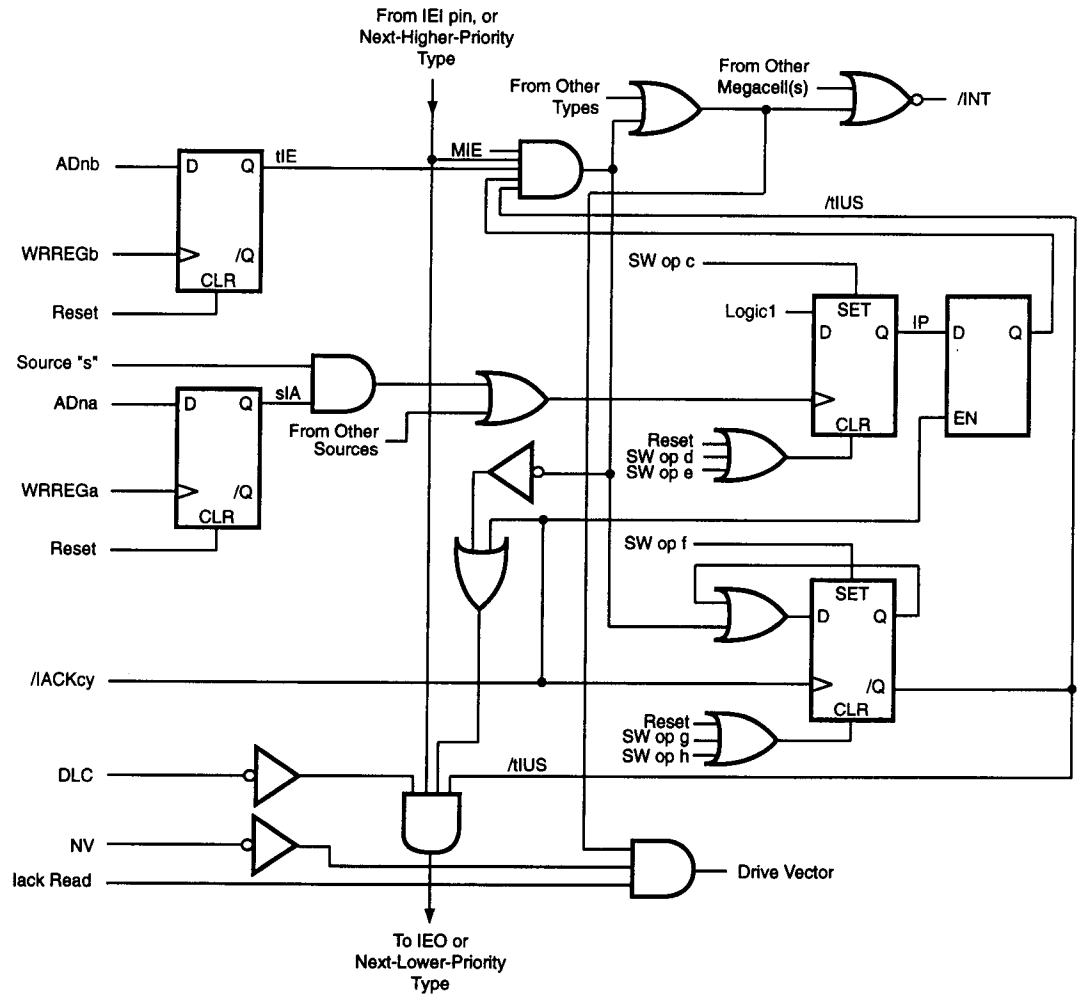 From IEI pin, or
Next-Higher-Priority
Type
From Other
Types
From Other
Megacell(s)
/INT
MIE
ADnb
D
Q
tIE
WRREGb
/Q
CLR
Reset
/tIUS
SW op c
Logic1
SET
D
Q
IP
D
Q
CLR
EN
Source "s"
ADna
D
Q
sIA
From Other
Sources
Reset
SW op d
SW op e
WRREGa
/Q
CLR
Reset
SW op f
SET
D
Q
/IACKcy
/Q
CLR
Reset
SW op g
SW op h
DLC
/tIUS
NV
Iack Read
Drive Vector
To IEO or
Next-Lower-Priority
Type